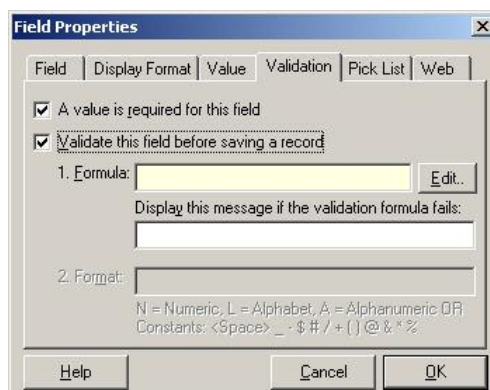 Field Properties
Field Display Format Value Validation Pick List Web
A value is required for this field
Validate this field before saving a record
1. Formula: Edit..
Display this message if the validation formula fails:
2. Format:
N = Numeric, L = Alphabet, A = Alphanumeric OR
Constants: <Space> _ - $ # / + ( ) @ & * %
Help Cancel OK